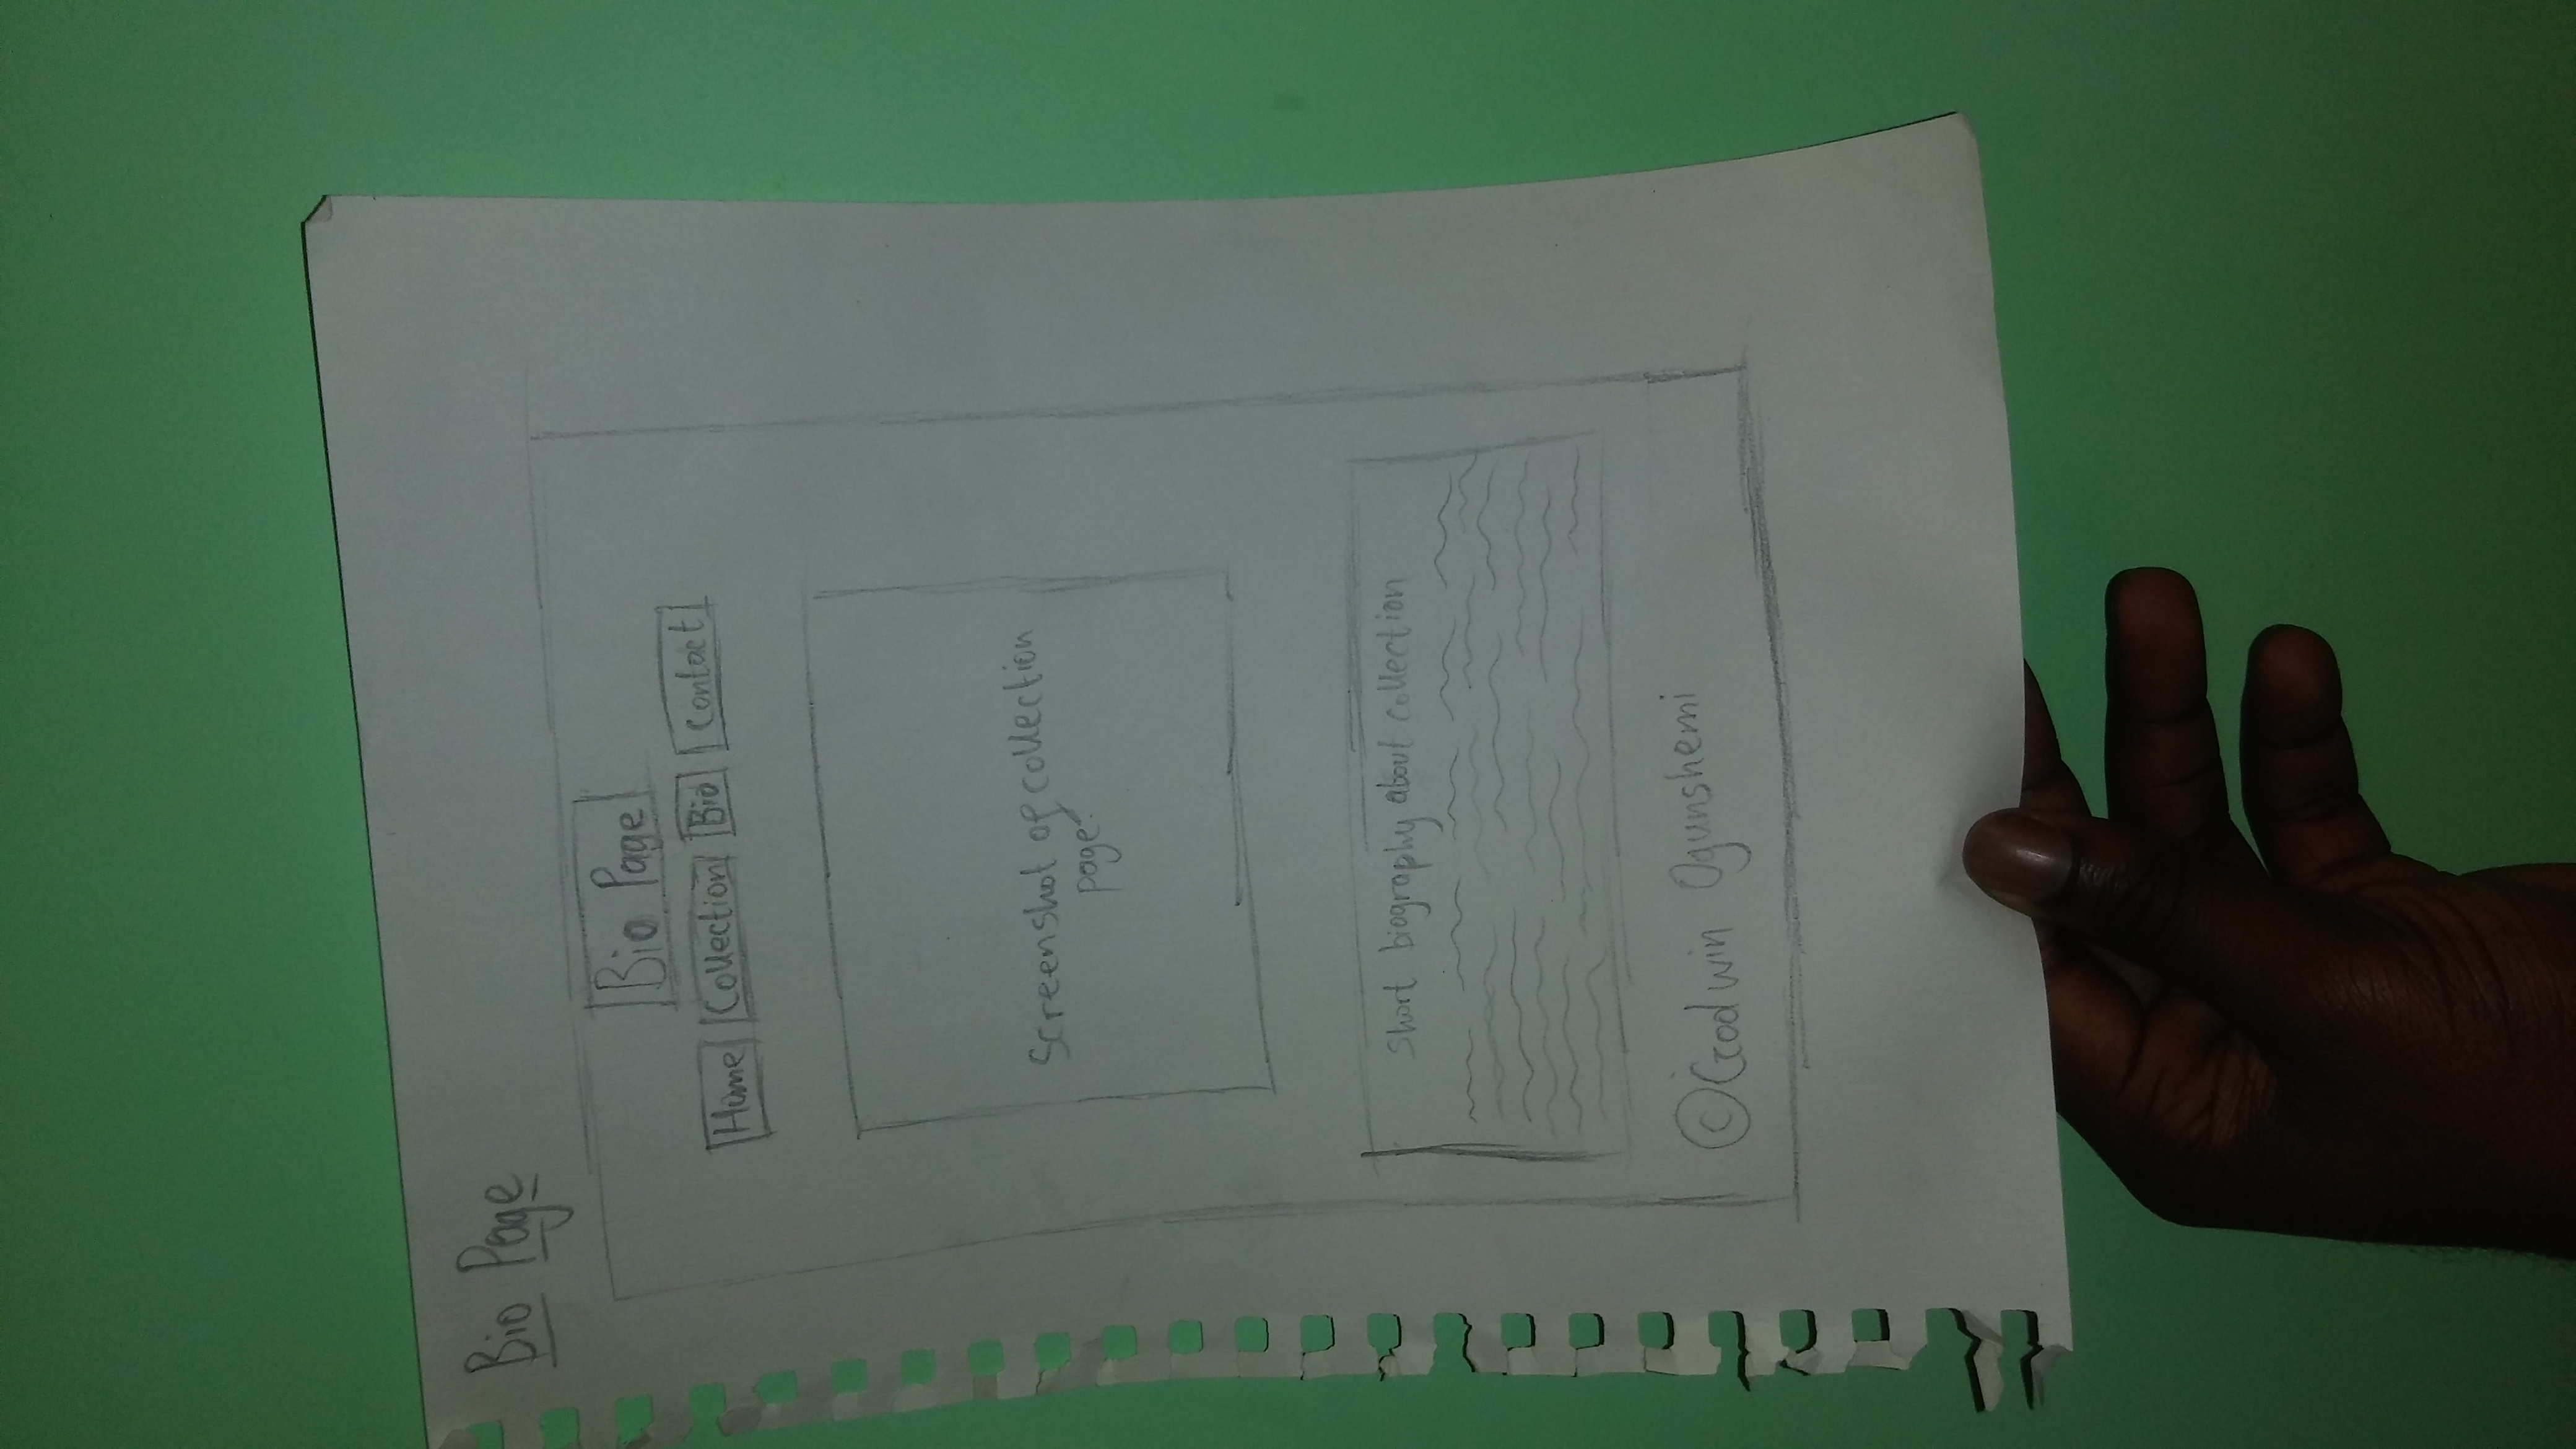 Bio Page
Bio Page
Home Collection Bio Contact
Screenshot of collection
page.
Short biography about collection
© Godwin Ogunshemi